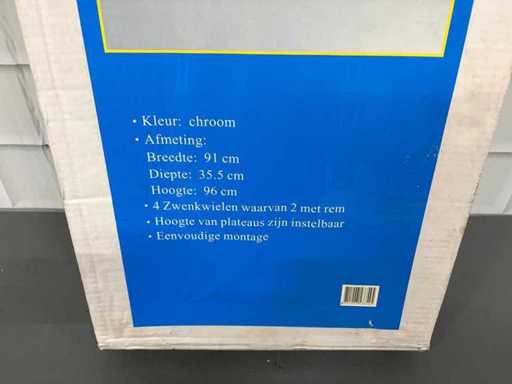 • Kleur: chroom
• Afmeting:
Breedte: 91 cm
Diepte: 35.5 cm
Hoogte: 96 cm
• 4 Zwenkwielen waarvan 2 met rem
• Hoogte van plateaus zijn instelbaar
• Eenvoudige montage